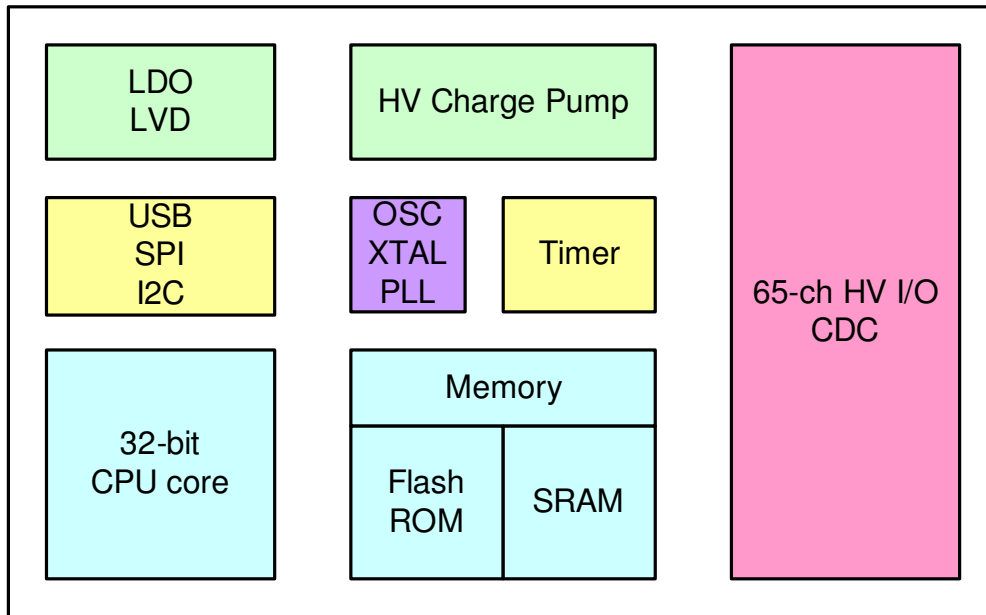 LDO
LVD
HV Charge Pump
USB
SPI
I2C
OSC
XTAL
PLL
Timer
65-ch HV I/O
CDC
32-bit
CPU core
Memory
Flash
ROM
SRAM